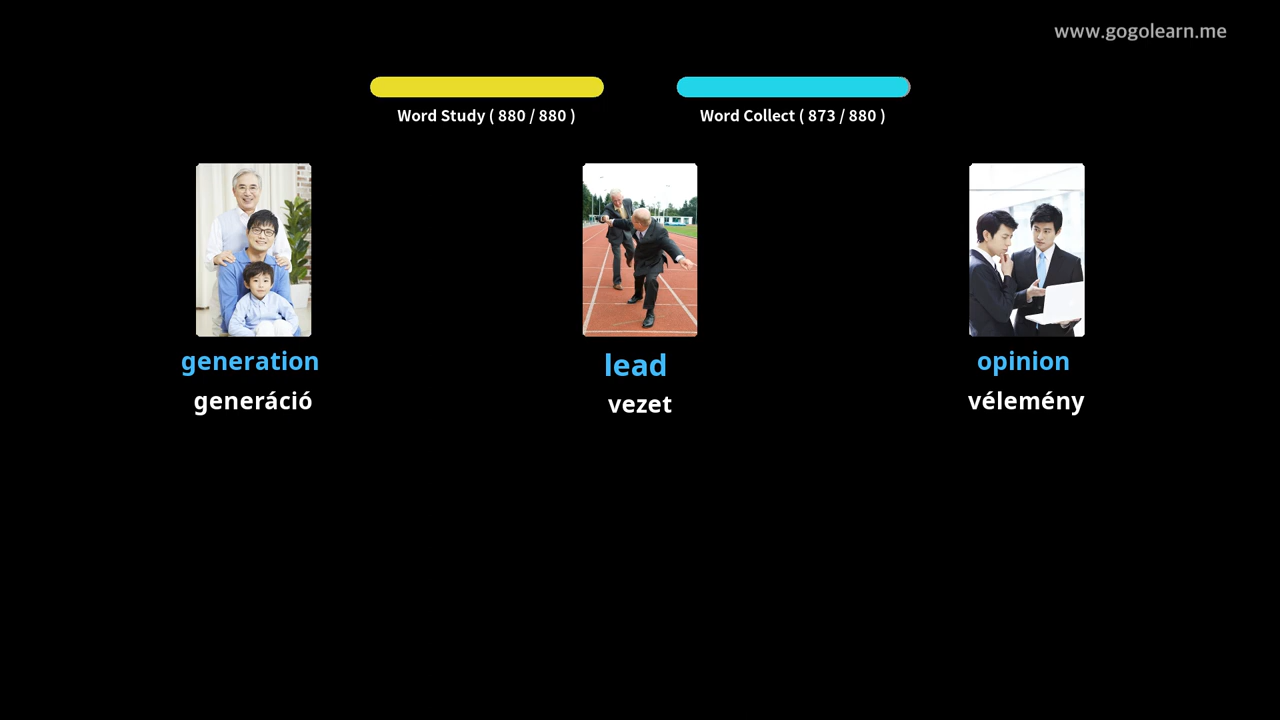 www.gogolearn.me
Word Study ( 880 / 880 )
Word Collect ( 873 / 880 )
generation
generáció
lead
vezet
opinion
vélemény